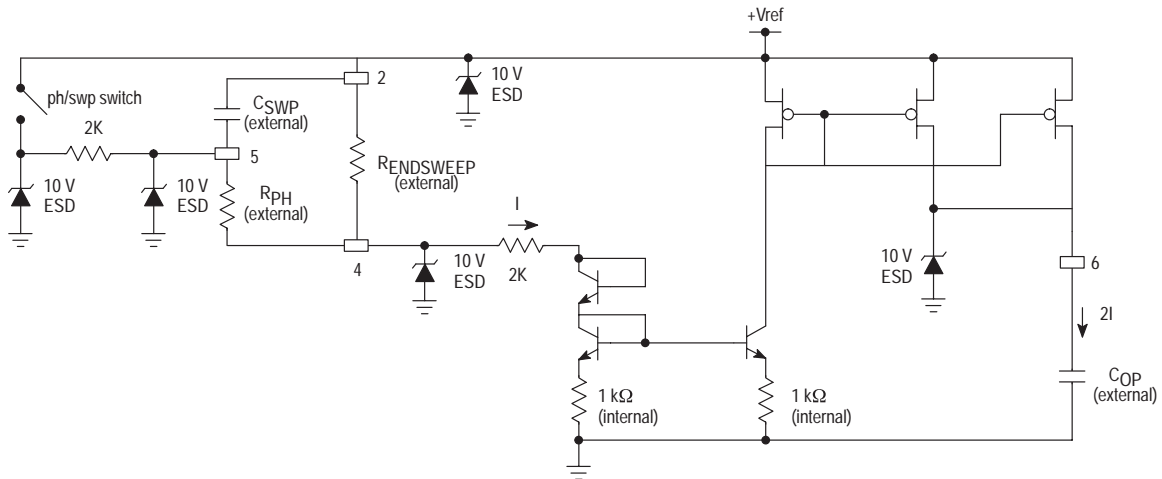 +Vref
2
10 V
ESD
ph/swp switch
CSWP
(external)
2K
5
10 V
ESD
10 V
ESD
RPH
(external)
RENDSWEEP
(external)
I
4
10 V
ESD
2K
10 V
ESD
6
2I
1 kΩ
(internal)
1 kΩ
(internal)
COP
(external)